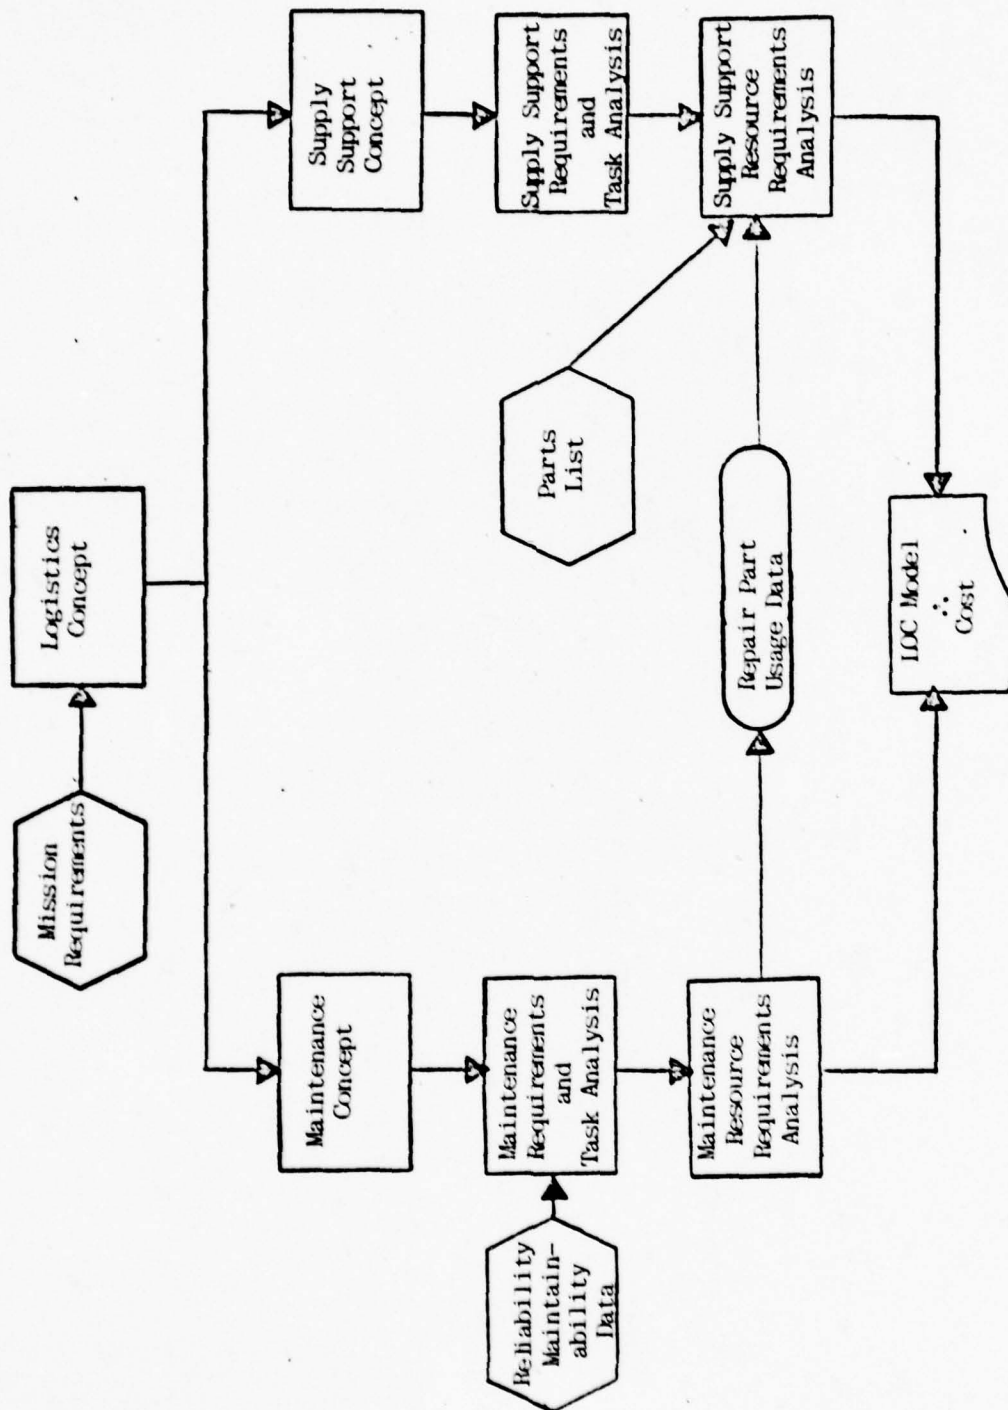 Mission
Requirements
Logistics
Concept
Maintenance
Concept
Supply
Support
Concept
Reliability
Maintain-
ability
Data
Maintenance
Requirements
and
Task Analysis
Supply Support
Requirements
and
Task Analysis
Parts
List
Maintenance
Resource
Requirements
Analysis
Repair Part
Usage Data
Supply Support
Resource
Requirements
Analysis
LOC Model
∴
Cost